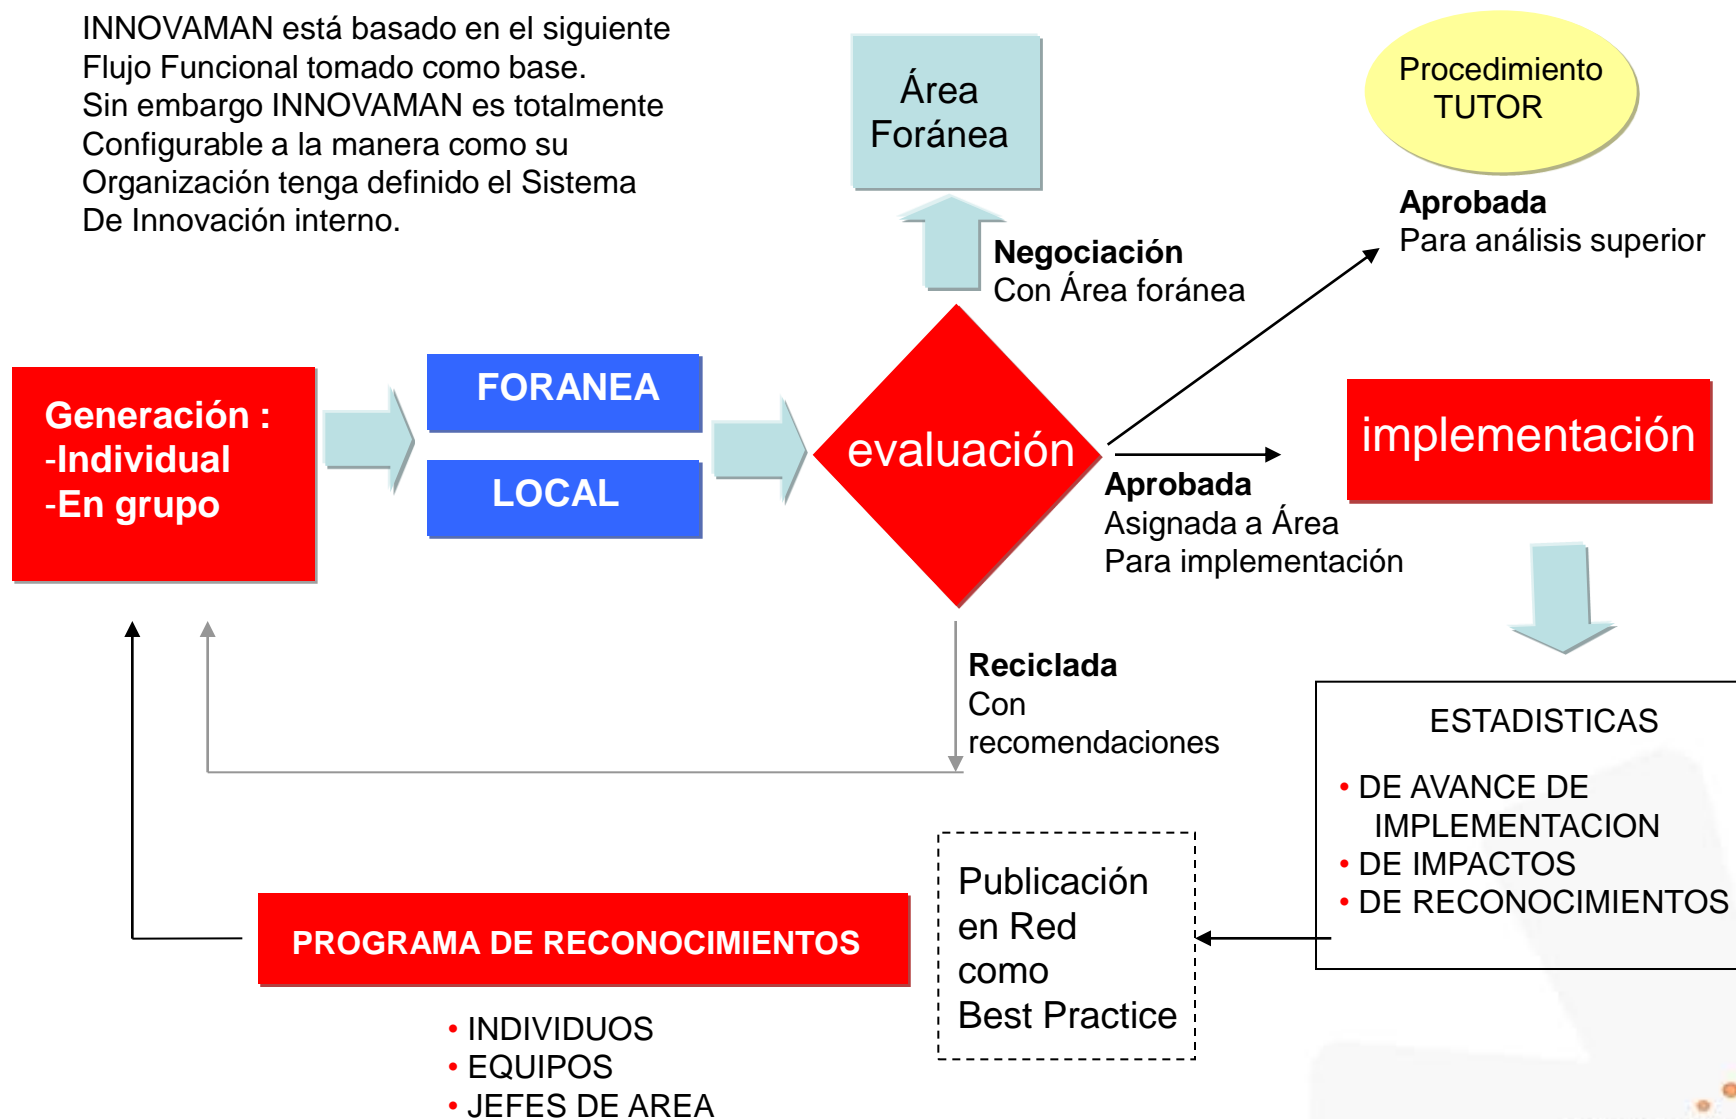 INNOVAMAN está basado en el siguiente
Flujo Funcional tomado como base.
Sin embargo INNOVAMAN es totalmente
Configurable a la manera como su
Organización tenga definido el Sistema
De Innovación interno.
Área
Foránea
Procedimiento
TUTOR
Aprobada
Para análisis superior
Negociación
Con Área foránea
Generación :
-Individual
-En grupo
FORANEA
LOCAL
evaluación
implementación
Aprobada
Asignada a Área
Para implementación
Reciclada
Con
recomendaciones
ESTADISTICAS
• DE AVANCE DE
IMPLEMENTACION
• DE IMPACTOS
• DE RECONOCIMIENTOS
Publicación
en Red
como
Best Practice
PROGRAMA DE RECONOCIMIENTOS
• INDIVIDUOS
• EQUIPOS
• JEFES DE AREA